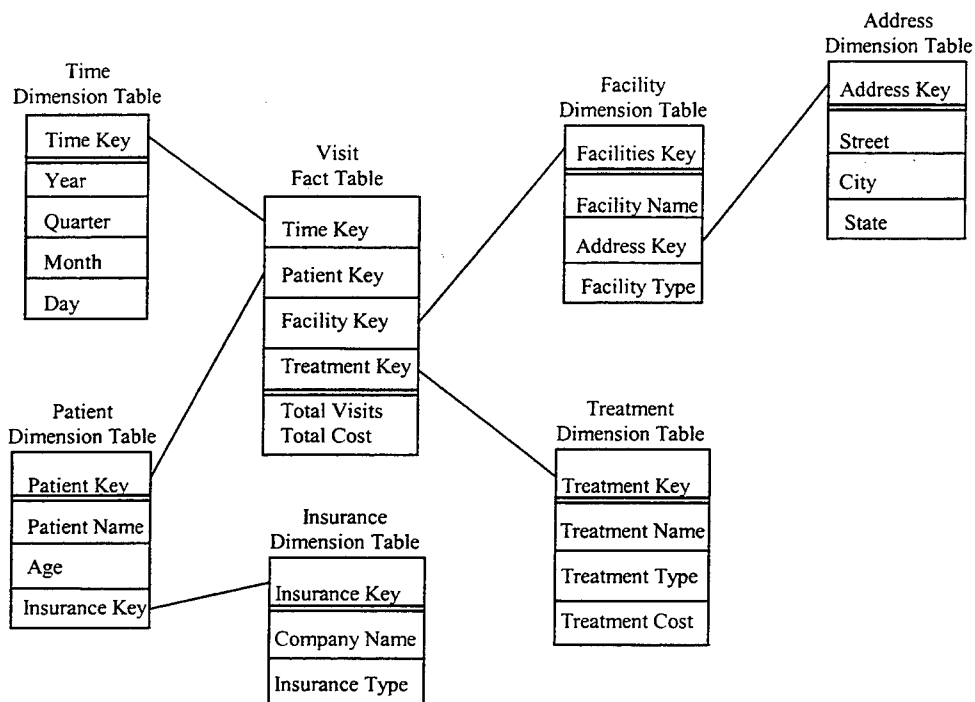 Time
Dimension Table
Time Key
Year
Quarter
Month
Day
Visit
Fact Table
Time Key
Patient Key
Facility Key
Treatment Key
Total Visits
Total Cost
Facility
Dimension Table
Facilities Key
Facility Name
Address Key
Facility Type
Address
Dimension Table
Address Key
Street
City
State
Patient
Dimension Table
Patient Key
Patient Name
Age
Insurance Key
Insurance
Dimension Table
Insurance Key
Company Name
Insurance Type
Treatment
Dimension Table
Treatment Key
Treatment Name
Treatment Type
Treatment Cost